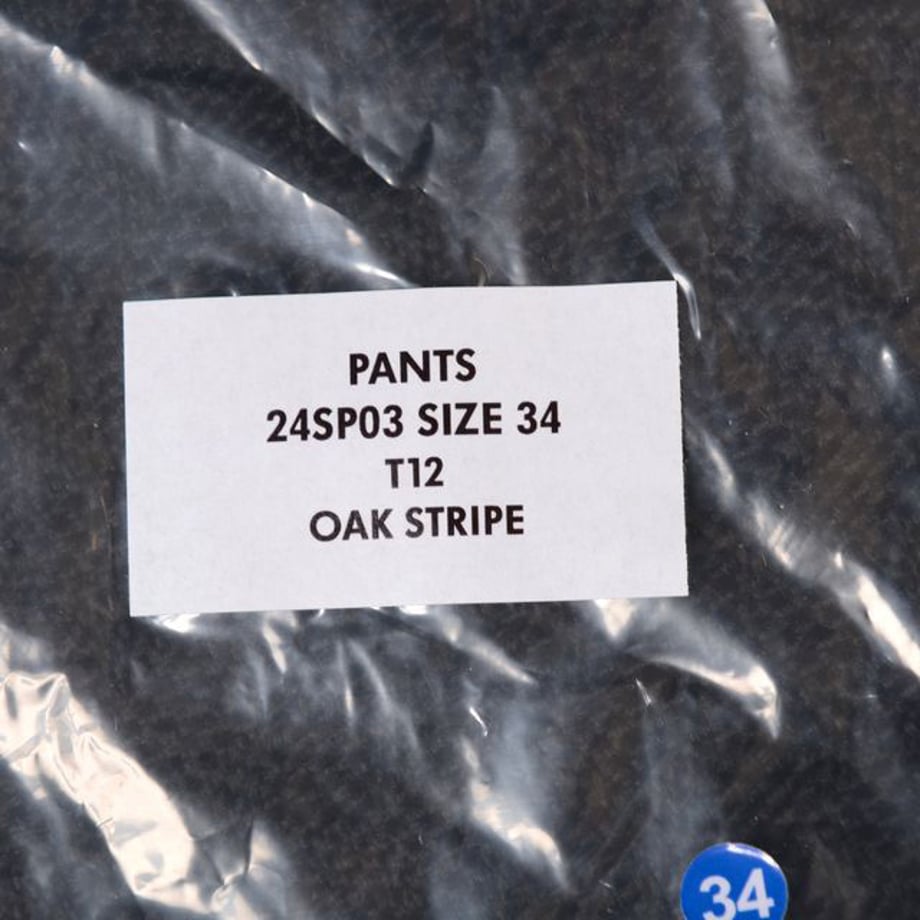 PANTS
24SP03 SIZE 34
T12
OAK STRIPE
34